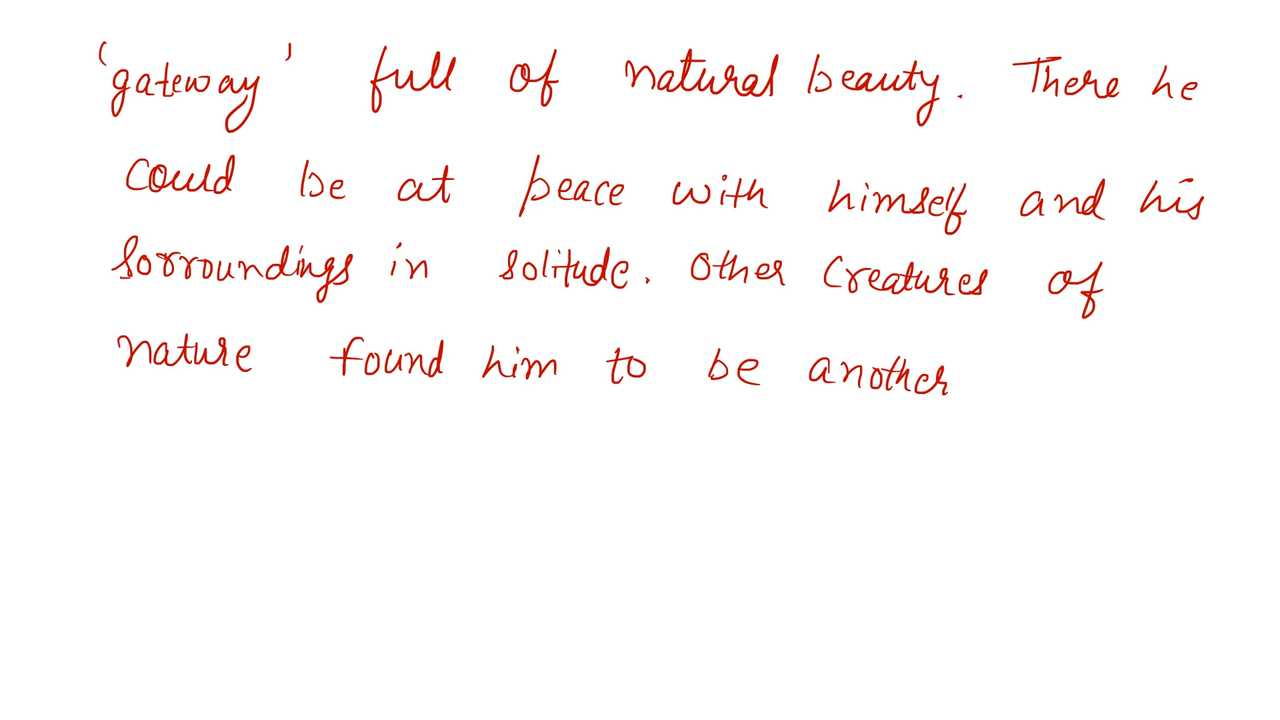 'gateway' full of natural beauty. There he
could be at peace with himself and his
sorroundings in solitude. Other creatures of
nature found him to be another